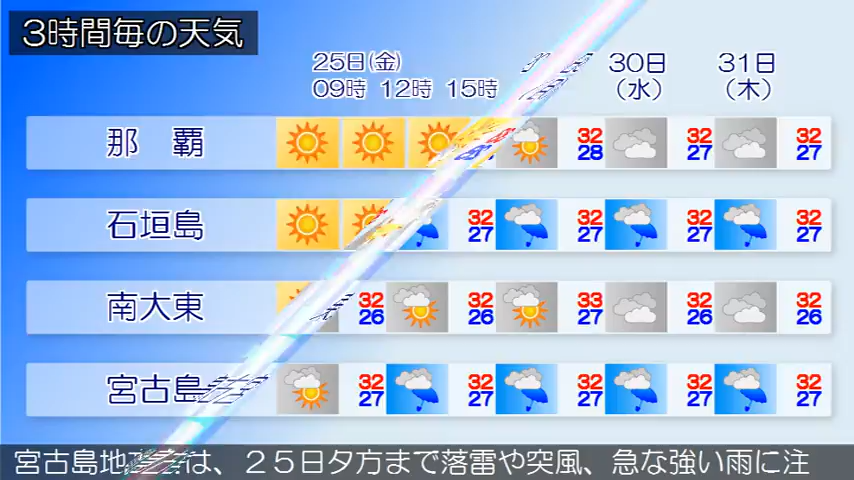 3時間毎の天気
25日(金)
09時 12時 15時
30日 31日
(水) (木)
那 覇 32 28 32 27 32 27
石垣島 32 27 32 27 32 27 32 27
南大東 32 26 32 26 33 27 32 26 32 26
宮古島 32 27 32 27 32 27 32 27 32 27
宮古島地 は、２５日夕方まで落雷や突風、急な強い雨に注